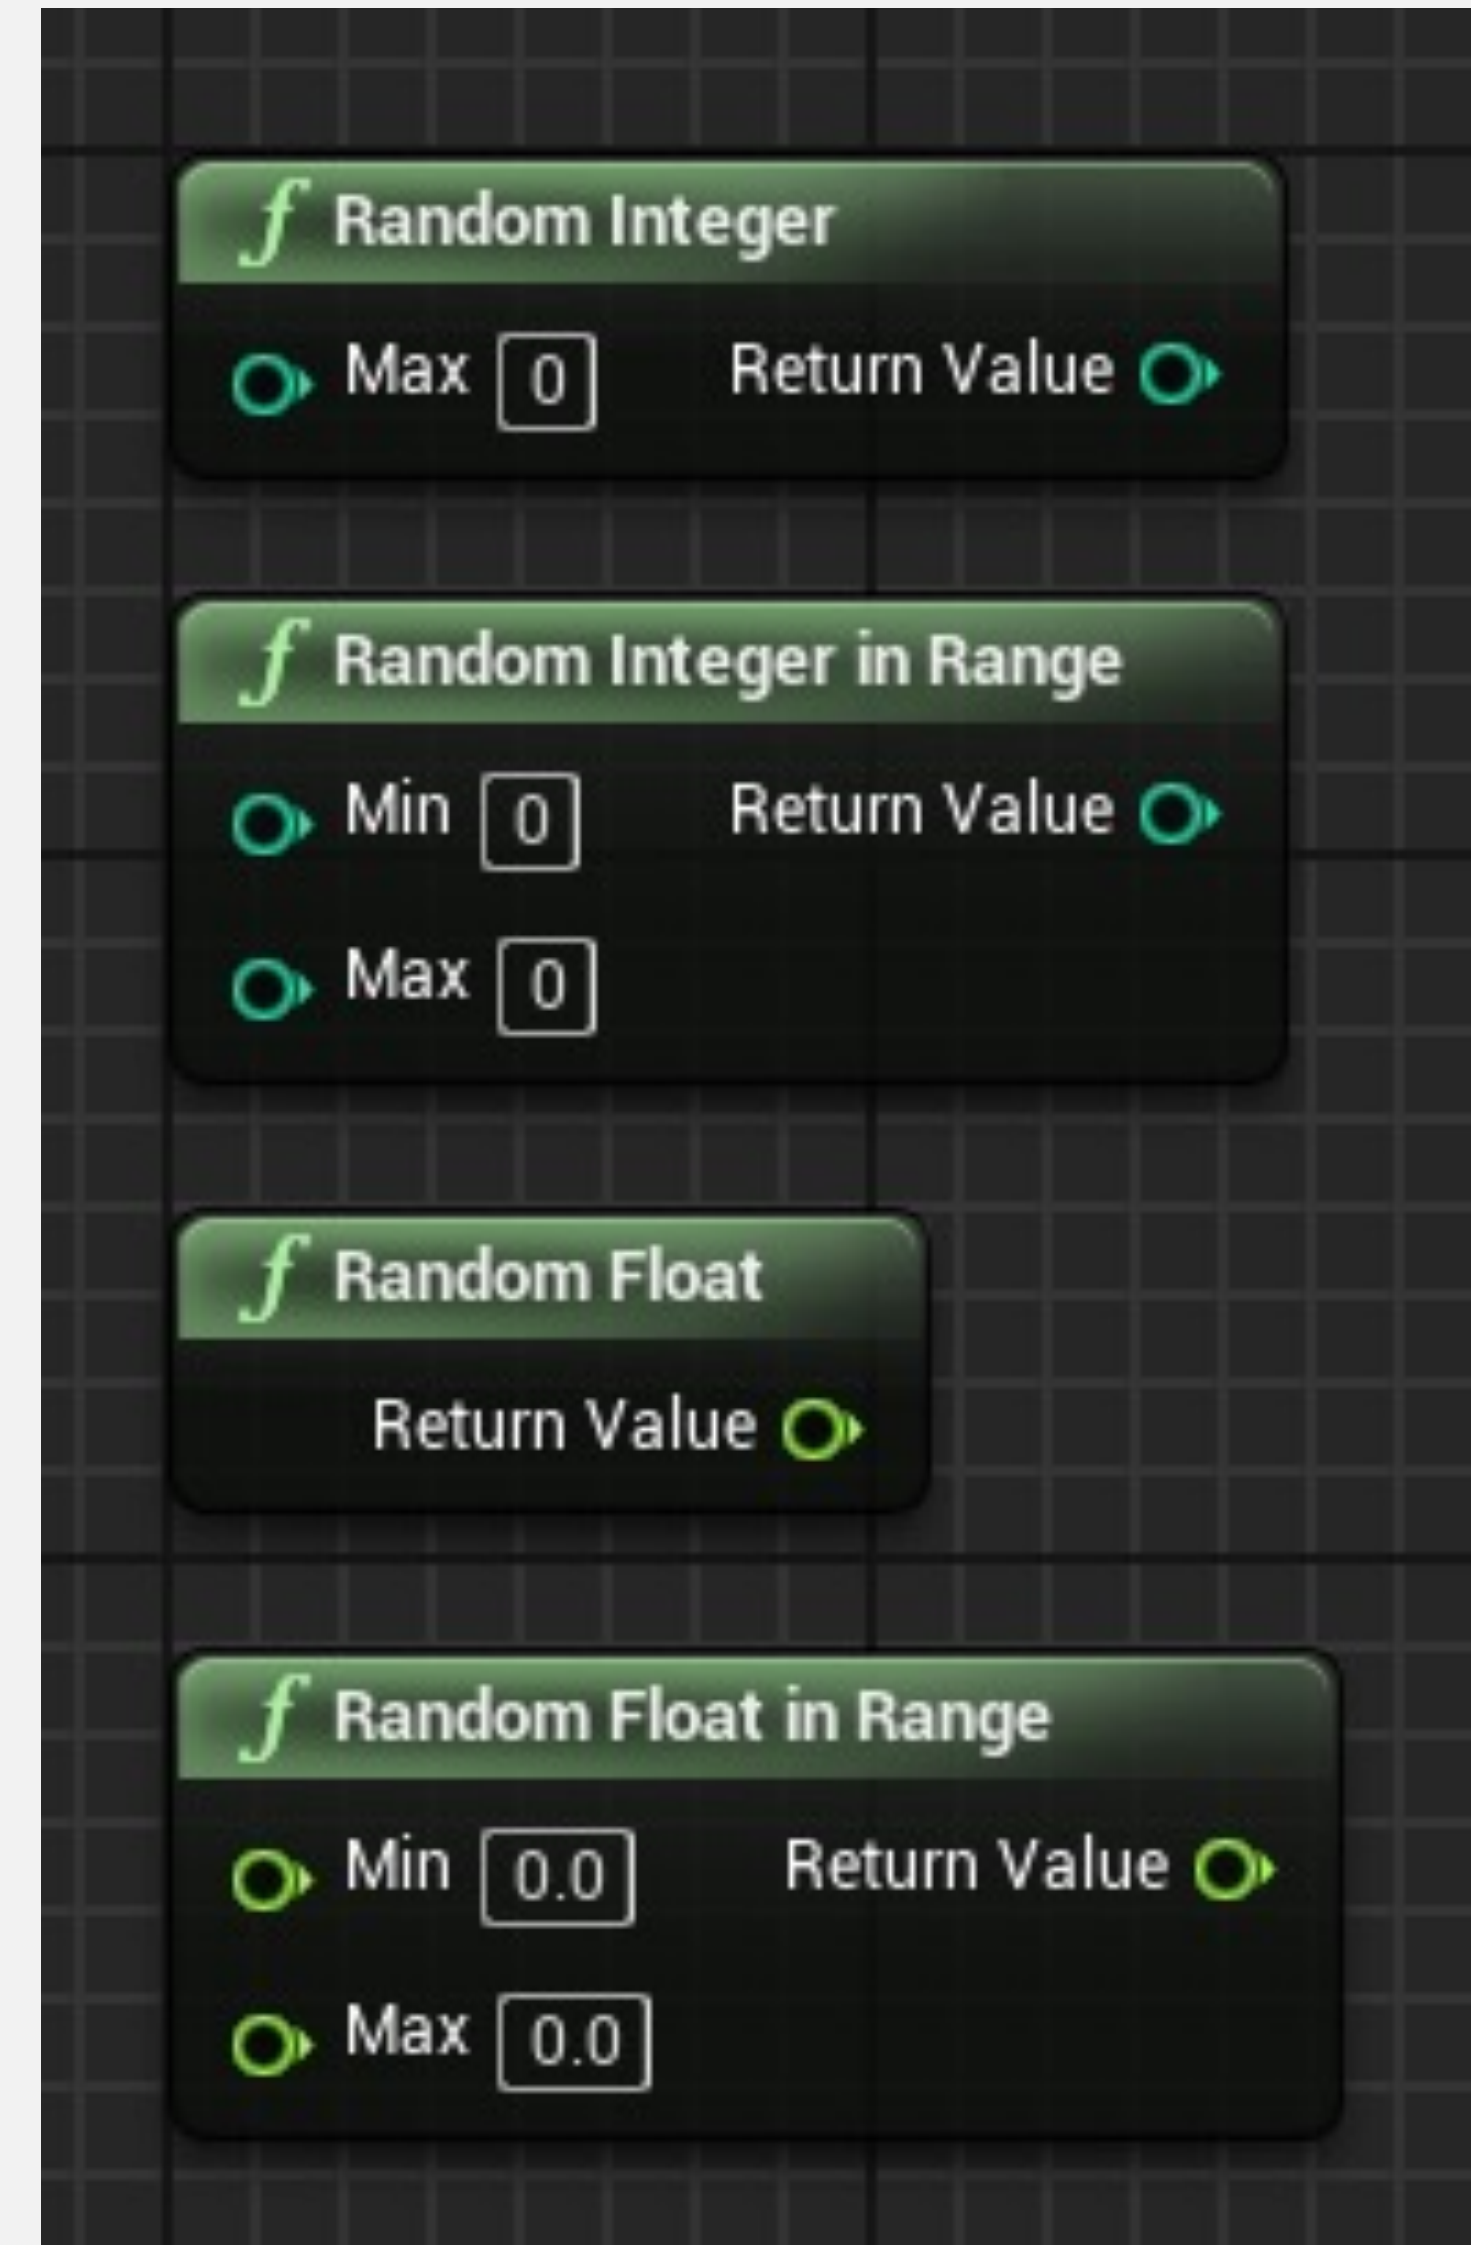 f Random Integer
Max 0 Return Value
f Random Integer in Range
Min 0 Return Value
Max 0
f Random Float
Return Value
f Random Float in Range
Min 0.0 Return Value
Max 0.0